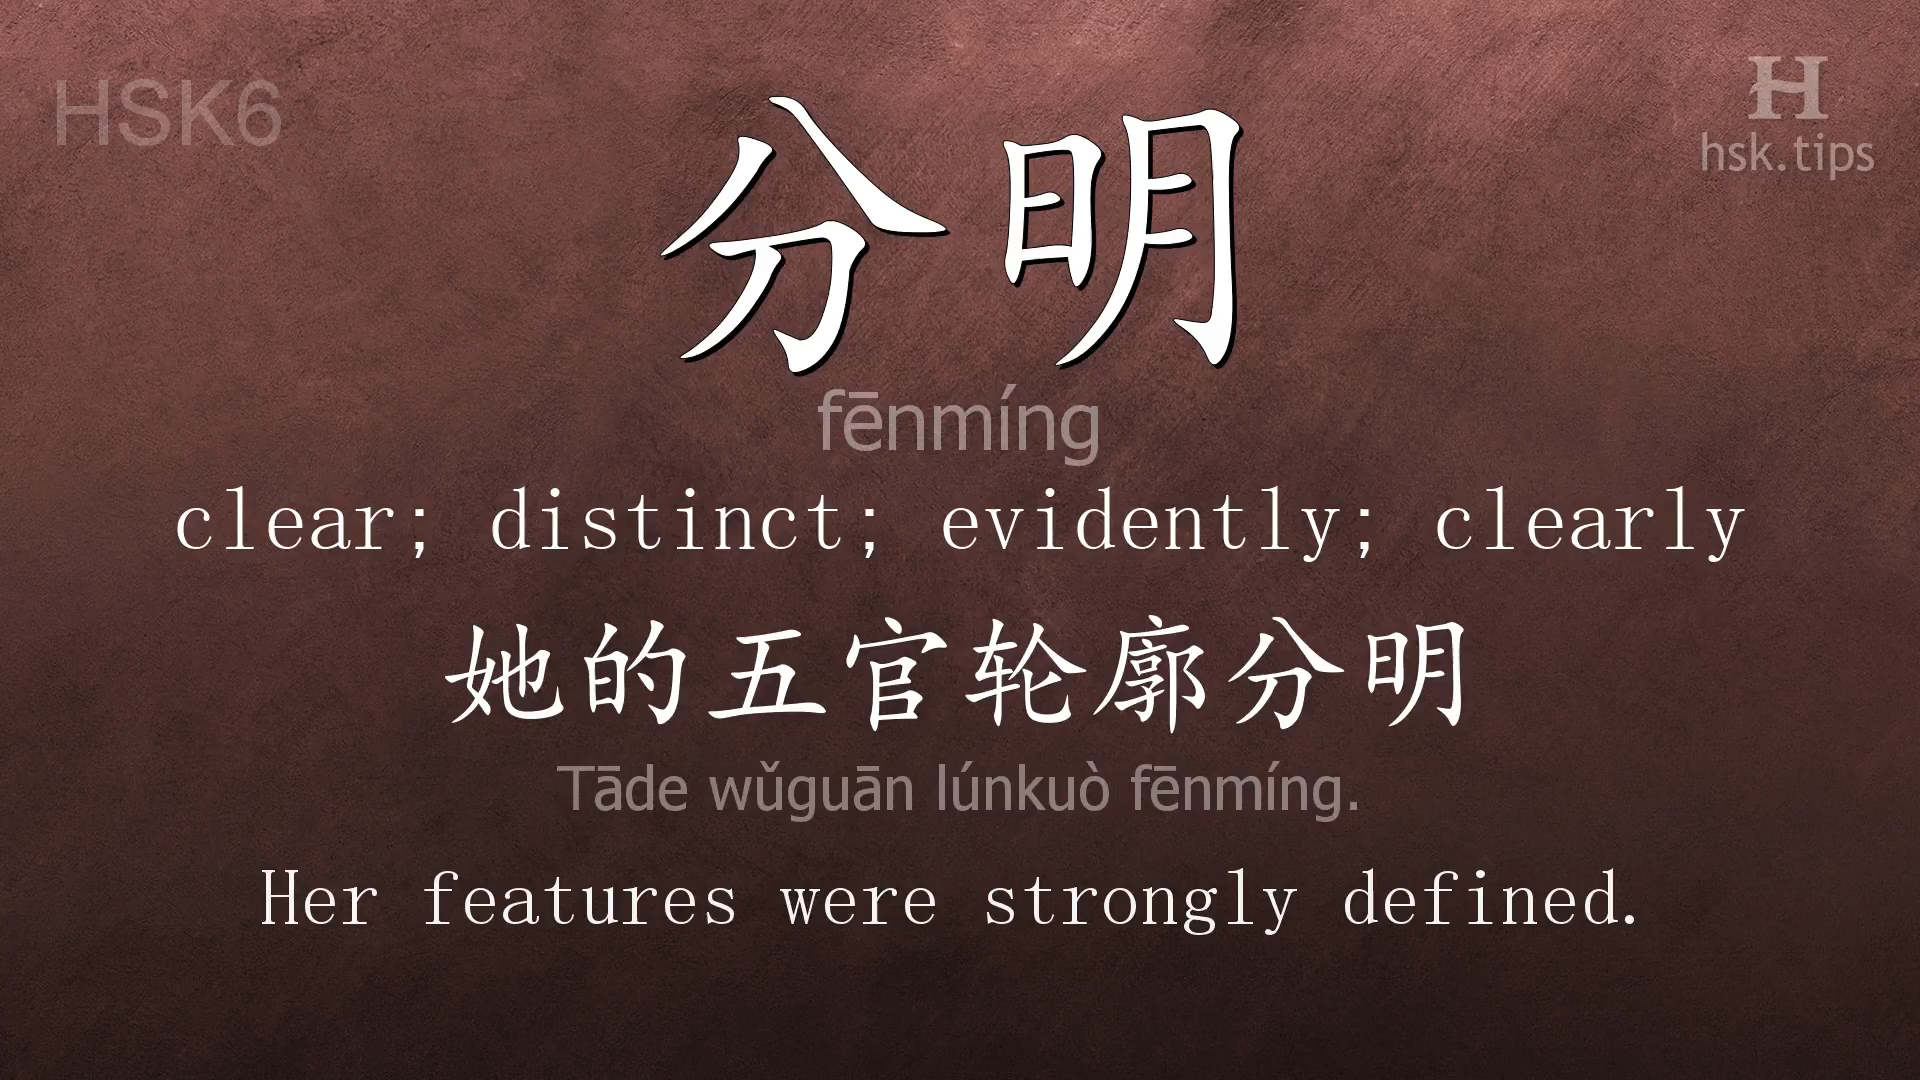 HSK6
H
hsk.tips
分明
fēnmíng
clear; distinct; evidently; clearly
她的五官轮廓分明
Tāde wǔguān lúnkuò fēnmíng.
Her features were strongly defined.